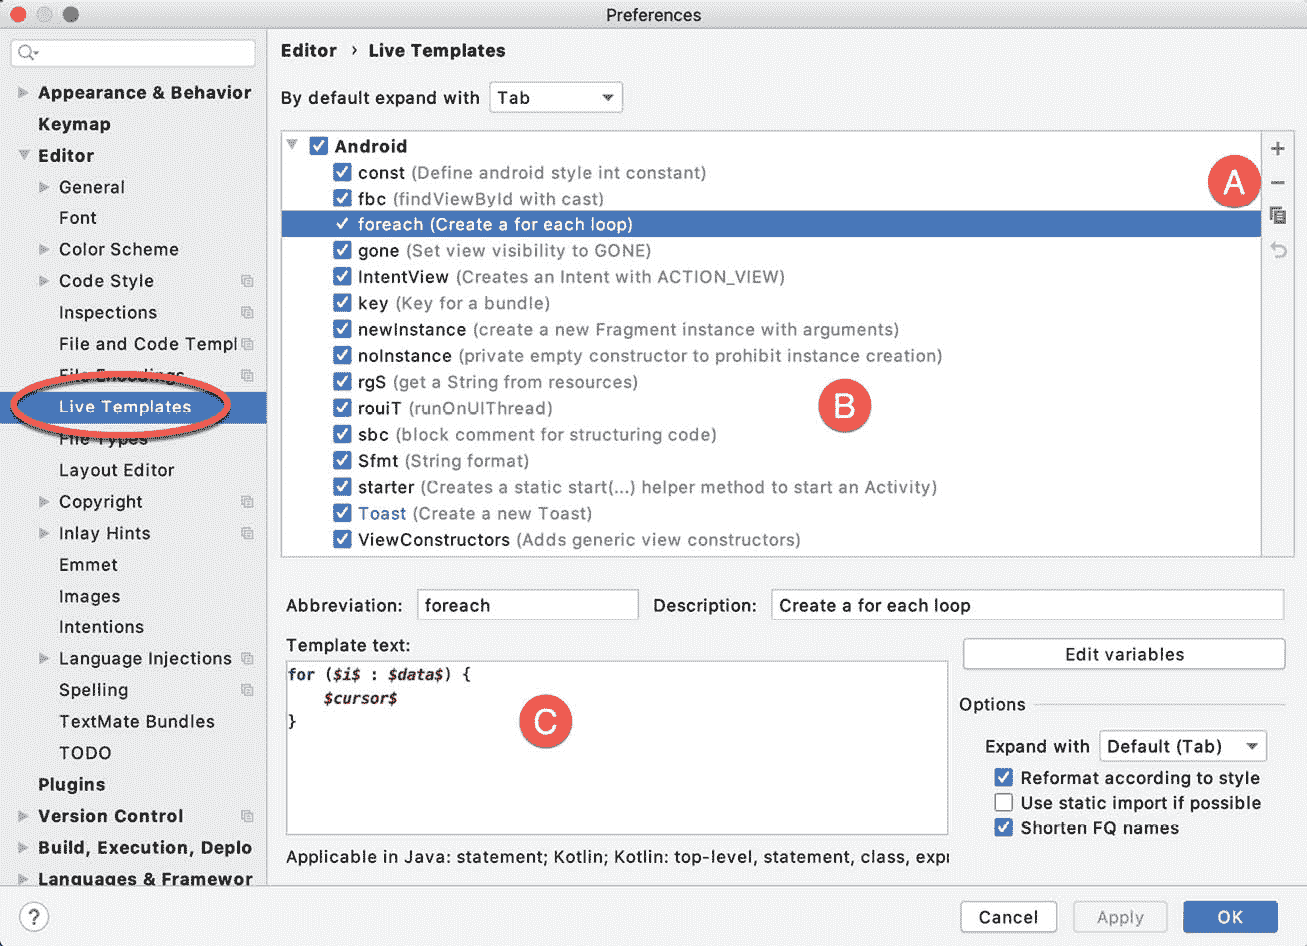 Preferences
Appearance & Behavior
Keymap
Editor
General
Font
Color Scheme
Code Style
Inspections
File and Code Templ
File Encodings
Live Templates
File Types
Layout Editor
Copyright
Inlay Hints
Emmet
Images
Intentions
Language Injections
Spelling
TextMate Bundles
TODO
Plugins
Version Control
Build, Execution, Deplo
Languages & Framewor
?
Editor › Live Templates
By default expand with Tab
Android
const (Define android style int constant)
fbc (findViewById with cast)
foreach (Create a for each loop)
gone (Set view visibility to GONE)
IntentView (Creates an Intent with ACTION_VIEW)
key (Key for a bundle)
newInstance (create a new Fragment instance with arguments)
noInstance (private empty constructor to prohibit instance creation)
rgS (get a String from resources)
rouiT (runOnUIThread)
sbc (block comment for structuring code)
Sfmt (String format)
starter (Creates a static start(...) helper method to start an Activity)
Toast (Create a new Toast)
ViewConstructors (Adds generic view constructors)
A
B
Abbreviation: foreach Description: Create a for each loop
Template text:
for ($i$ : $data$) {
$cursor$
}
C
Edit variables
Options
Expand with Default (Tab)
Reformat according to style
Use static import if possible
Shorten FQ names
Applicable in Java: statement; Kotlin; Kotlin: top-level, statement, class, expr
Cancel Apply OK